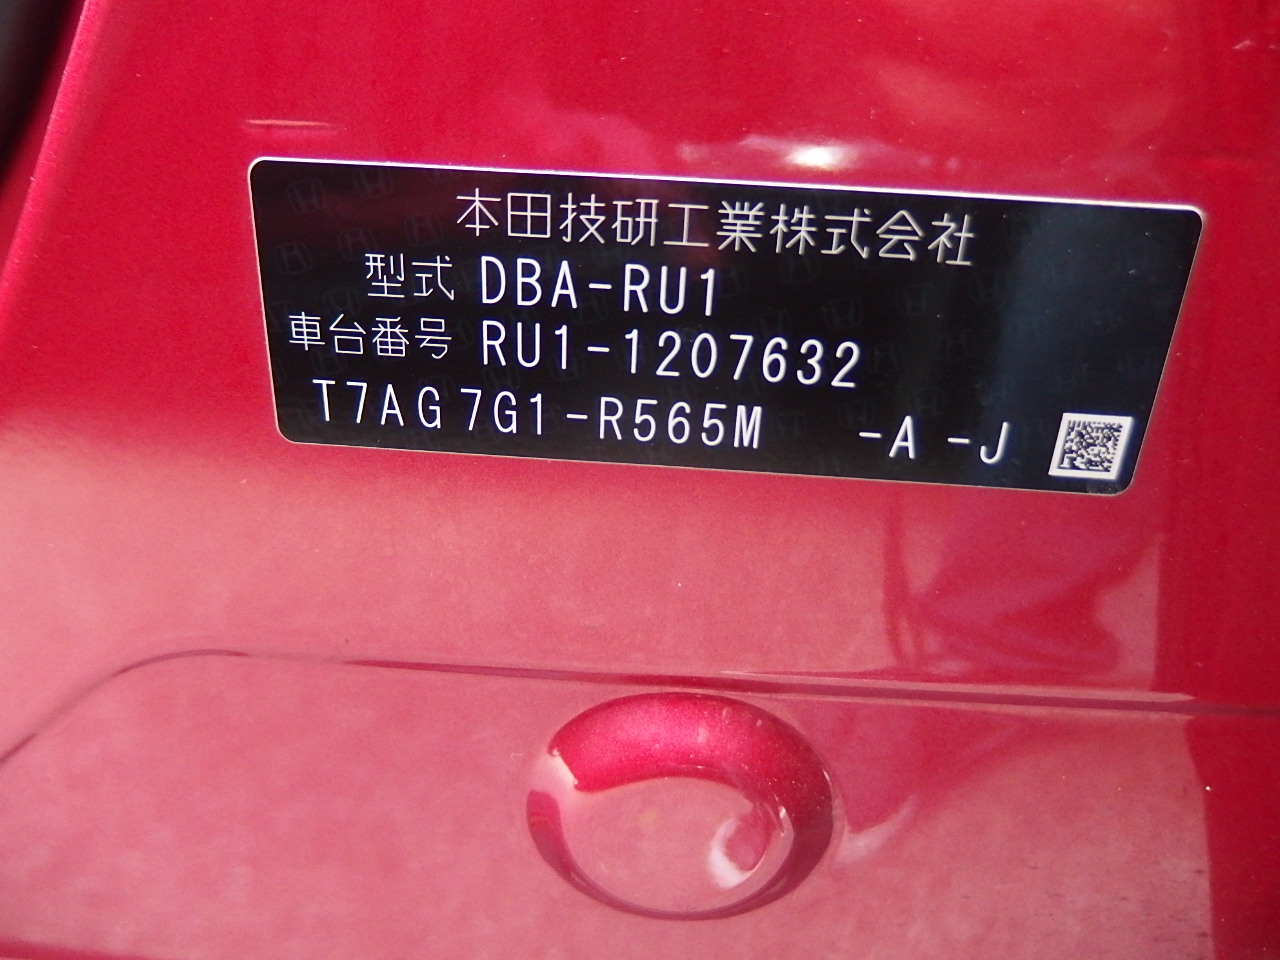 本田技研工業株式会社
型式 DBA-RU1
車台番号 RU1-1207632
T7AG 7G1-R565M -A -J